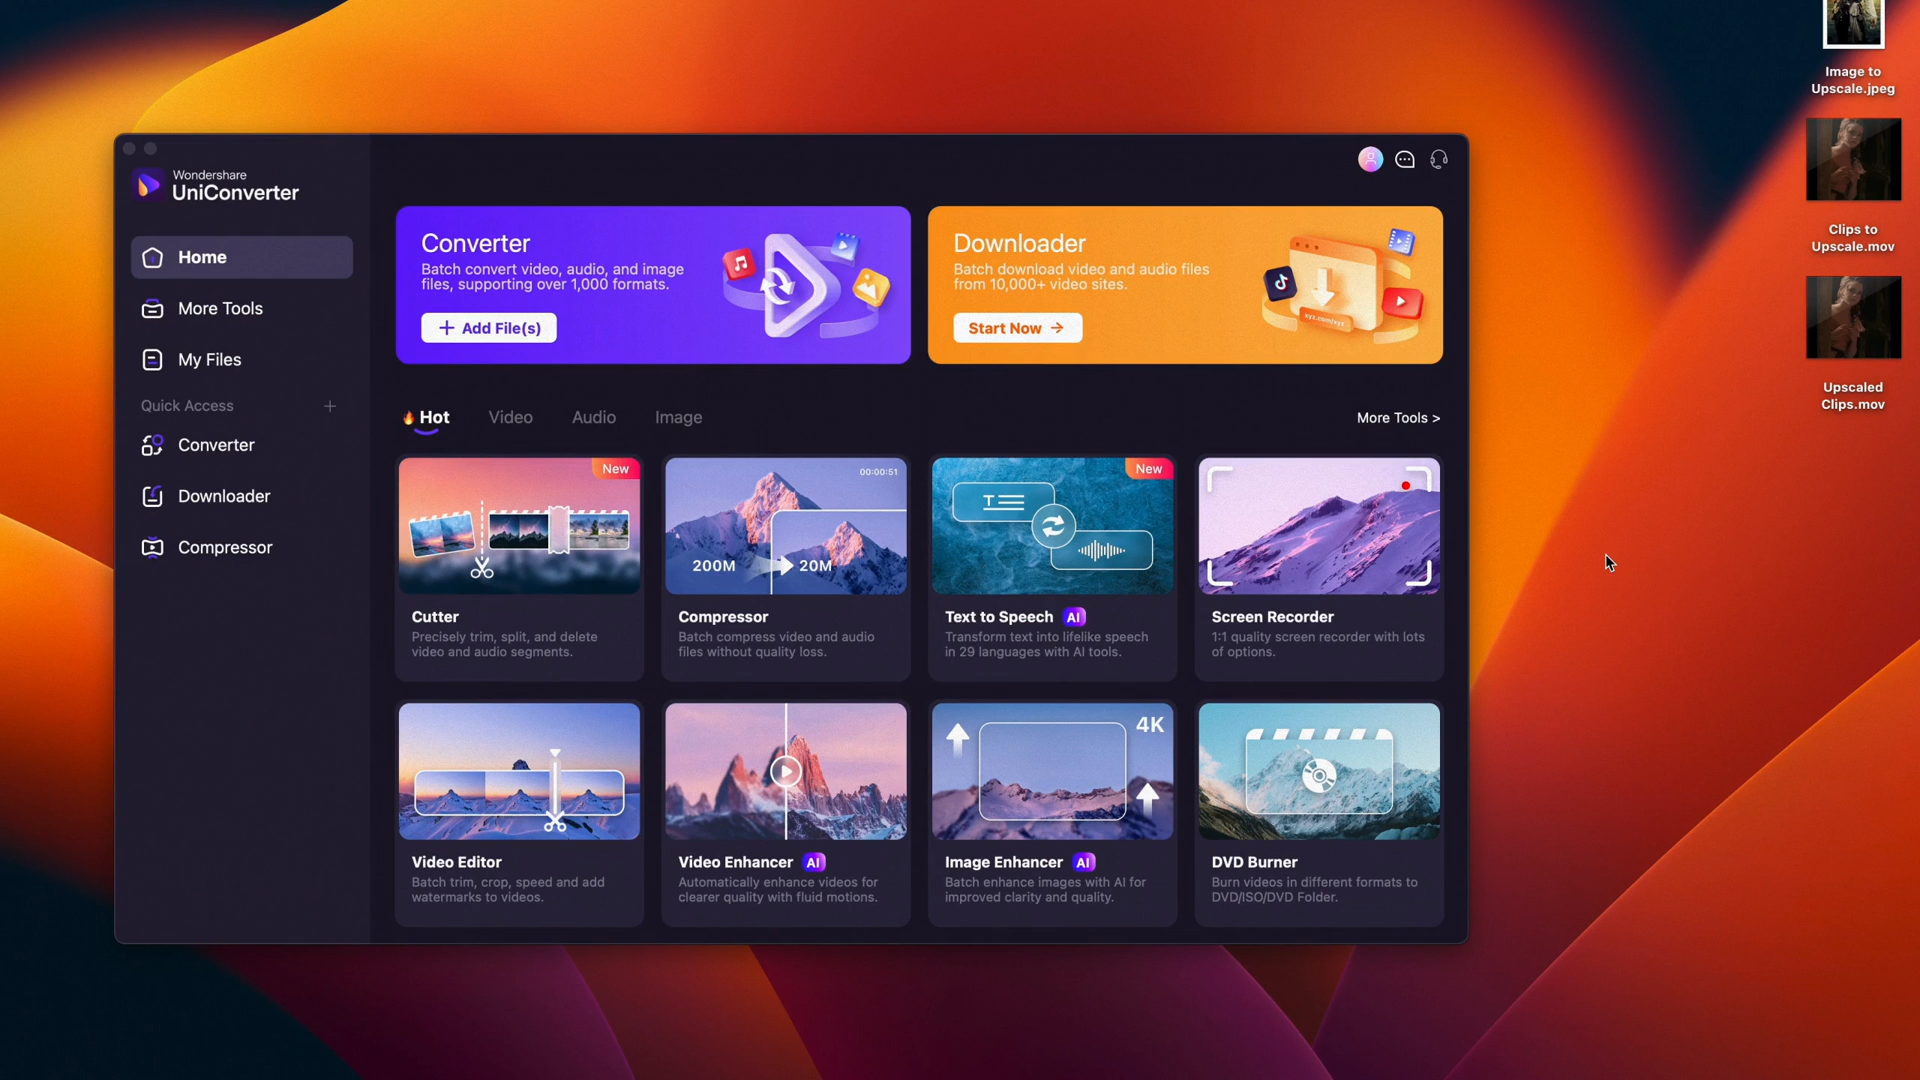 Wondershare
UniConverter
Home
More Tools
My Files
Quick Access
Converter
Downloader
Compressor
Converter
Batch convert video, audio, and image
files, supporting over 1,000 formats.
+ Add File(s)
Downloader
Batch download video and audio files
from 10,000+ video sites.
Start Now →
xyz.com/xyz
Hot
Video
Audio
Image
More Tools >
New
Cutter
Precisely trim, split, and delete
video and audio segments.
00:00:51
200M
20M
Compressor
Batch compress video and audio
files without quality loss.
New
T
Text to Speech AI
Transform text into lifelike speech
in 29 languages with AI tools.
Screen Recorder
1:1 quality screen recorder with lots
of options.
Video Editor
Batch trim, crop, speed and add
watermarks to videos.
Video Enhancer AI
Automatically enhance videos for
clearer quality with fluid motions.
4K
Image Enhancer AI
Batch enhance images with AI for
improved clarity and quality.
DVD Burner
Burn videos in different formats to
DVD/ISO/DVD Folder.
Image to
Upscale.jpeg
Clips to
Upscale.mov
Upscaled
Clips.mov